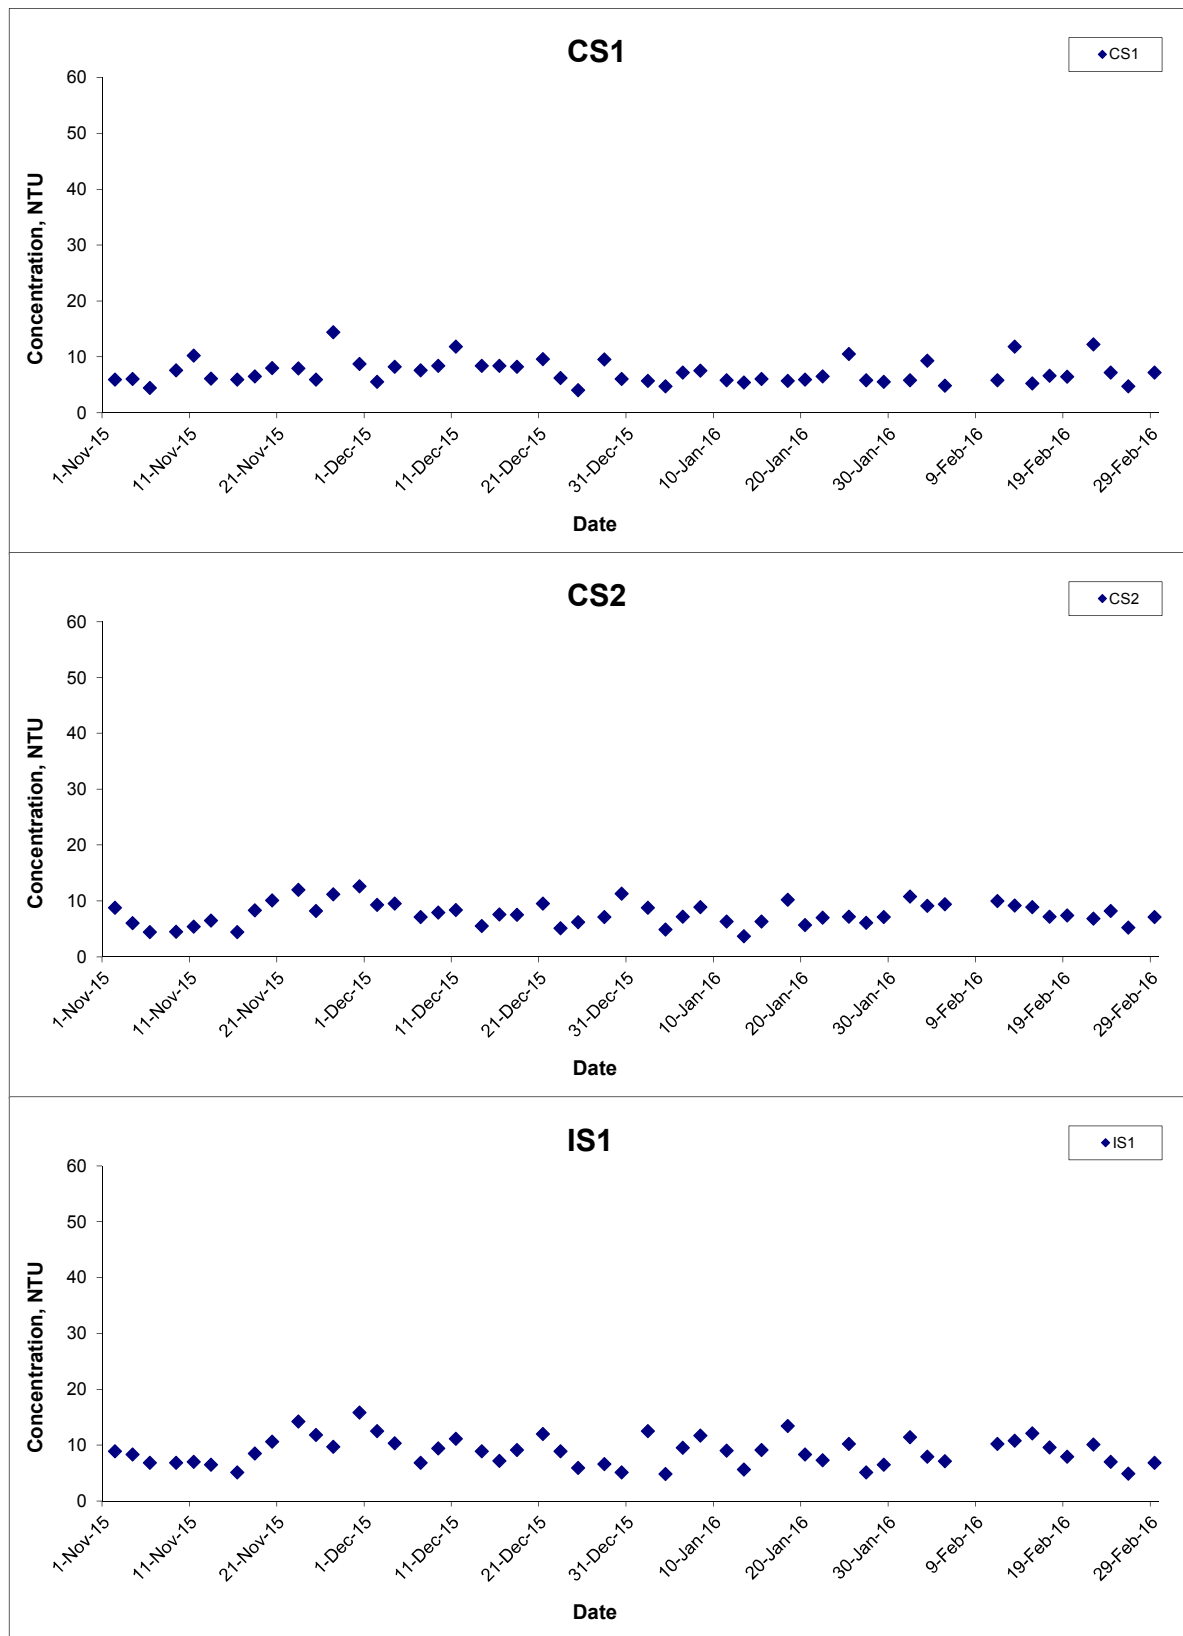 CS1
CS1
60
50
40
30
20
10
0
Concentration, NTU
1-Nov-15
11-Nov-15
21-Nov-15
1-Dec-15
11-Dec-15
21-Dec-15
31-Dec-15
10-Jan-16
20-Jan-16
30-Jan-16
9-Feb-16
19-Feb-16
29-Feb-16
Date
CS2
CS2
60
50
40
30
20
10
0
Concentration, NTU
1-Nov-15
11-Nov-15
21-Nov-15
1-Dec-15
11-Dec-15
21-Dec-15
31-Dec-15
10-Jan-16
20-Jan-16
30-Jan-16
9-Feb-16
19-Feb-16
29-Feb-16
Date
IS1
IS1
60
50
40
30
20
10
0
Concentration, NTU
1-Nov-15
11-Nov-15
21-Nov-15
1-Dec-15
11-Dec-15
21-Dec-15
31-Dec-15
10-Jan-16
20-Jan-16
30-Jan-16
9-Feb-16
19-Feb-16
29-Feb-16
Date